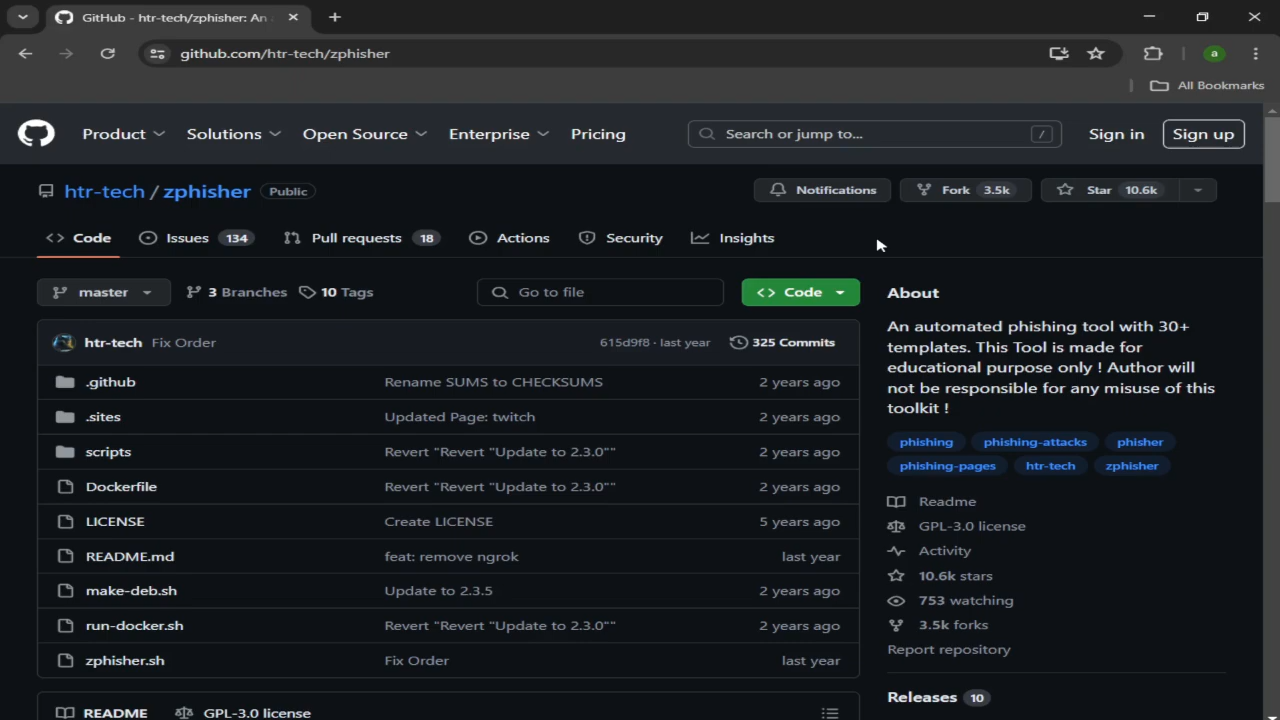 GitHub - htr-tech/zphisher: An
github.com/htr-tech/zphisher
a
All Bookmarks
Product
Solutions
Open Source
Enterprise
Pricing
Search or jump to...
/
Sign in
Sign up
htr-tech / zphisher
Public
Notifications
Fork 3.5k
Star 10.6k
Code
Issues 134
Pull requests 18
Actions
Security
Insights
master
3 Branches
10 Tags
Go to file
Code
htr-tech Fix Order
615d9f8 · last year
325 Commits
.github Rename SUMS to CHECKSUMS 2 years ago
.sites Updated Page: twitch 2 years ago
scripts Revert "Revert "Update to 2.3.0"" 2 years ago
Dockerfile Revert "Revert "Update to 2.3.0"" 2 years ago
LICENSE Create LICENSE 5 years ago
README.md feat: remove ngrok last year
make-deb.sh Update to 2.3.5 2 years ago
run-docker.sh Revert "Revert "Update to 2.3.0"" 2 years ago
zphisher.sh Fix Order last year
README
GPL-3.0 license
About
An automated phishing tool with 30+
templates. This Tool is made for
educational purpose only ! Author will
not be responsible for any misuse of this
toolkit !
phishing phishing-attacks phisher
phishing-pages htr-tech zphisher
Readme
GPL-3.0 license
Activity
10.6k stars
753 watching
3.5k forks
Report repository
Releases 10